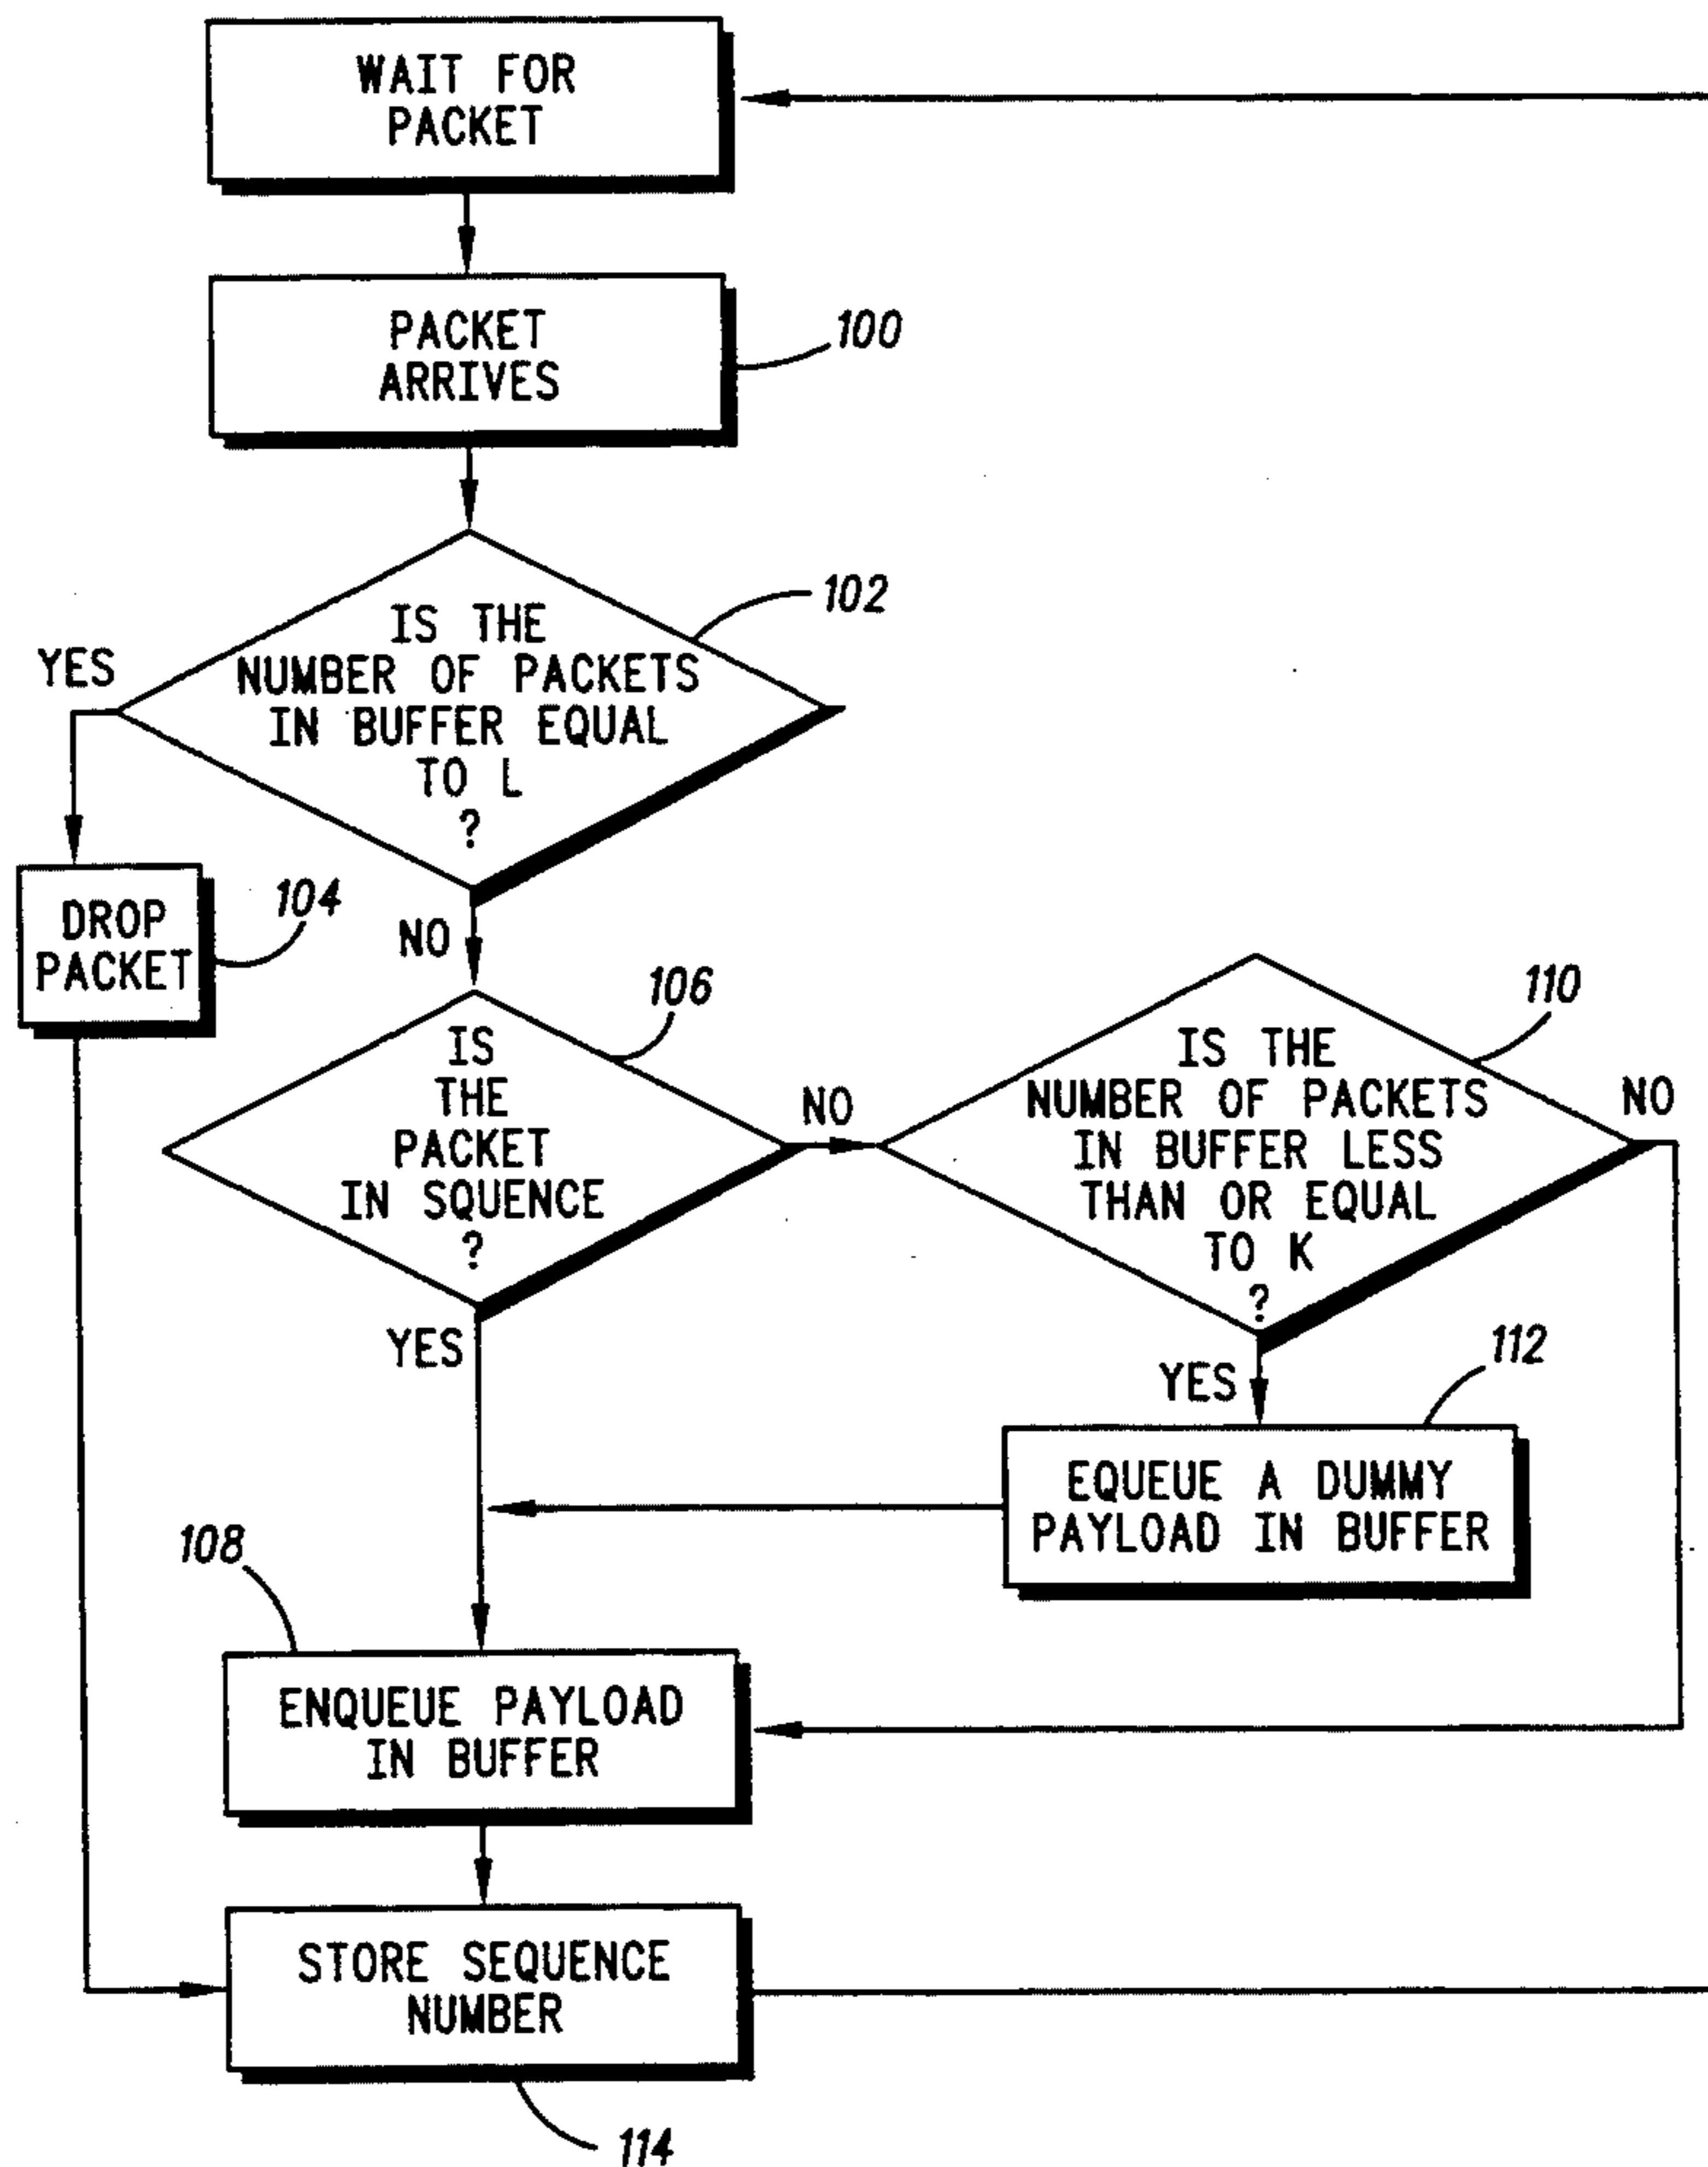 WAIT FOR
PACKET
PACKET
ARRIVES
100
IS THE
NUMBER OF PACKETS
IN BUFFER EQUAL
TO L
?
102
YES
DROP
PACKET
104
NO
IS
THE
PACKET
IN SQUENCE
?
106
NO
IS THE
NUMBER OF PACKETS
IN BUFFER LESS
THAN OR EQUAL
TO K
?
110
NO
YES
YES
112
EQUEUE A DUMMY
PAYLOAD IN BUFFER
108
ENQUEUE PAYLOAD
IN BUFFER
STORE SEQUENCE
NUMBER
114